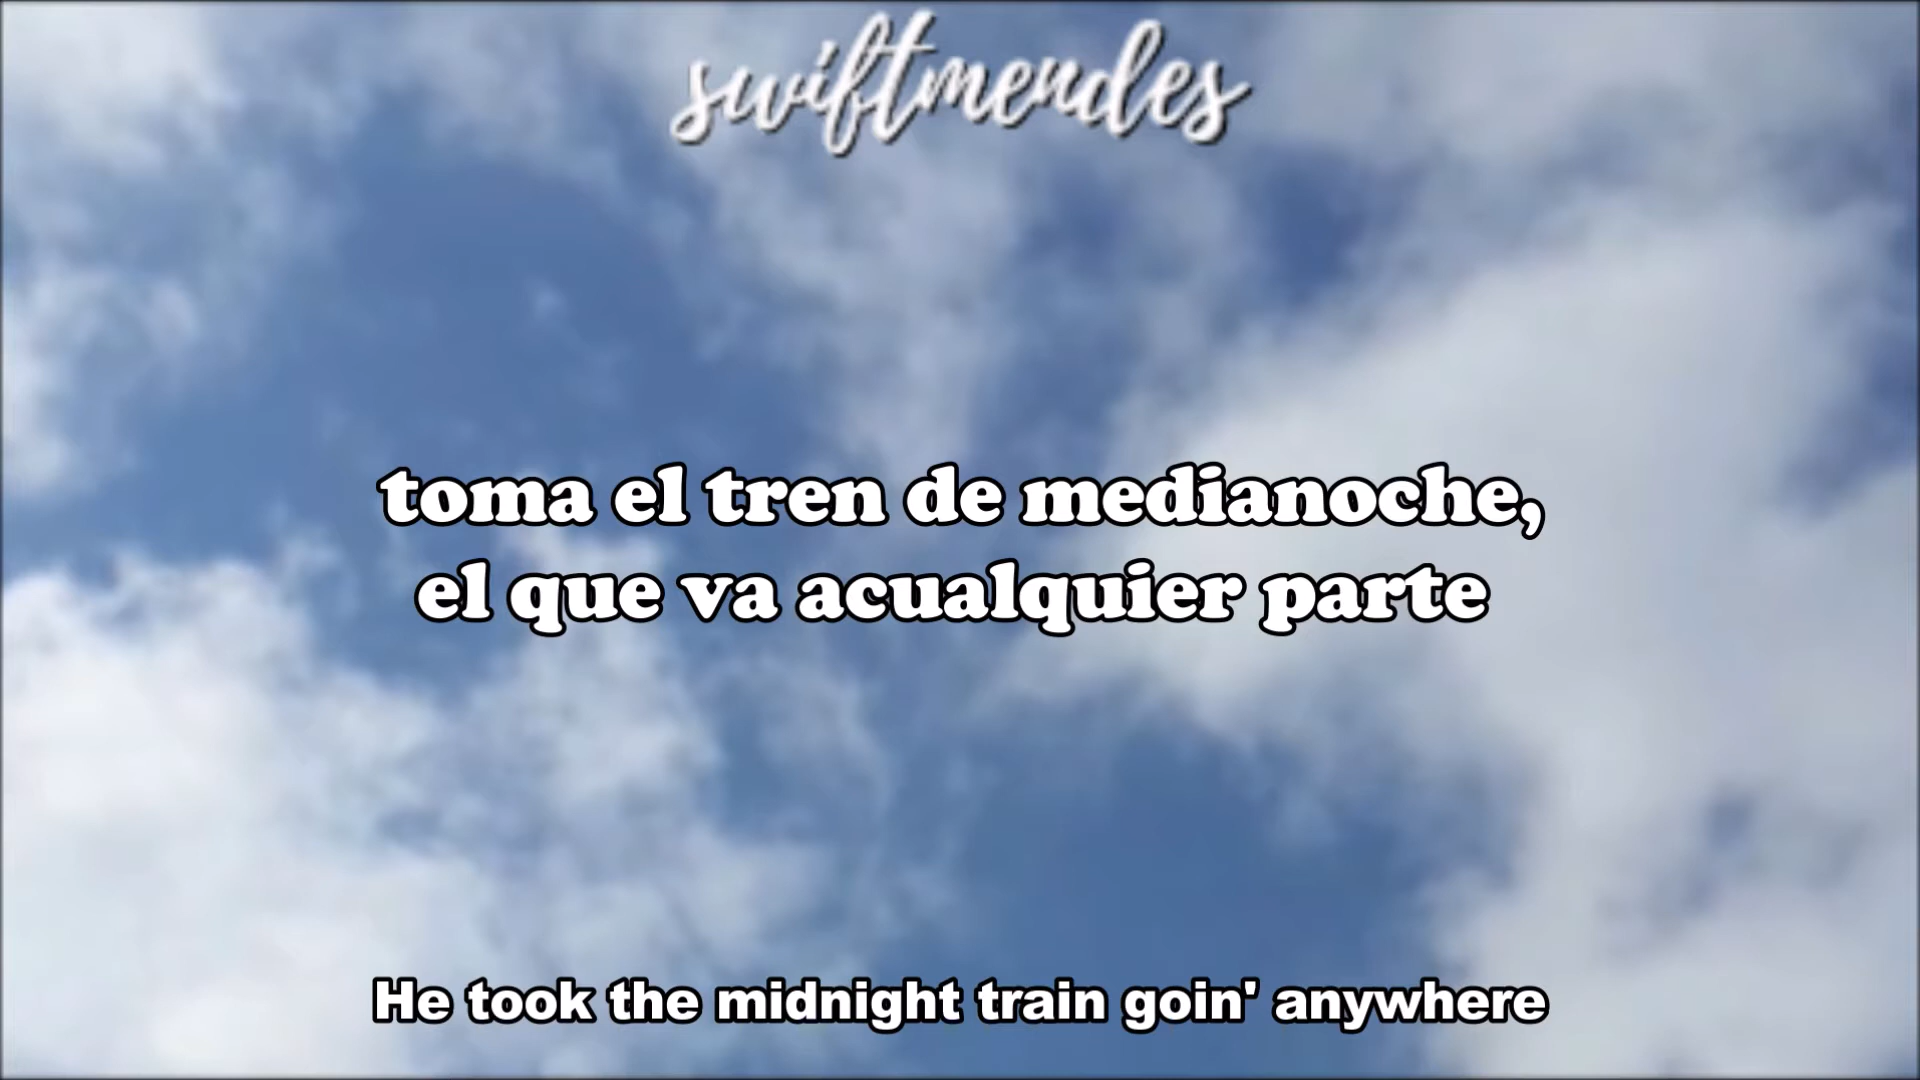 swiftmendes
toma el tren de medianoche,
el que va acualquier parte
He took the midnight train goin' anywhere